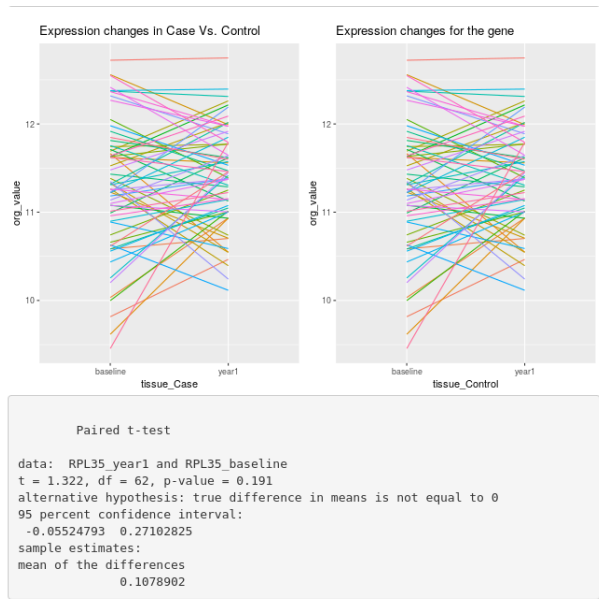 Expression changes in Case Vs. Control
Expression changes for the gene
org_value
12
11
10
baseline
year1
tissue_Case
org_value
12
11
10
baseline
year1
tissue_Control
Paired t-test
data:  RPL35_year1 and RPL35_baseline
t = 1.322, df = 62, p-value = 0.191
alternative hypothesis: true difference in means is not equal to 0
95 percent confidence interval:
 -0.05524793  0.27102825
sample estimates:
mean of the differences
0.1078902